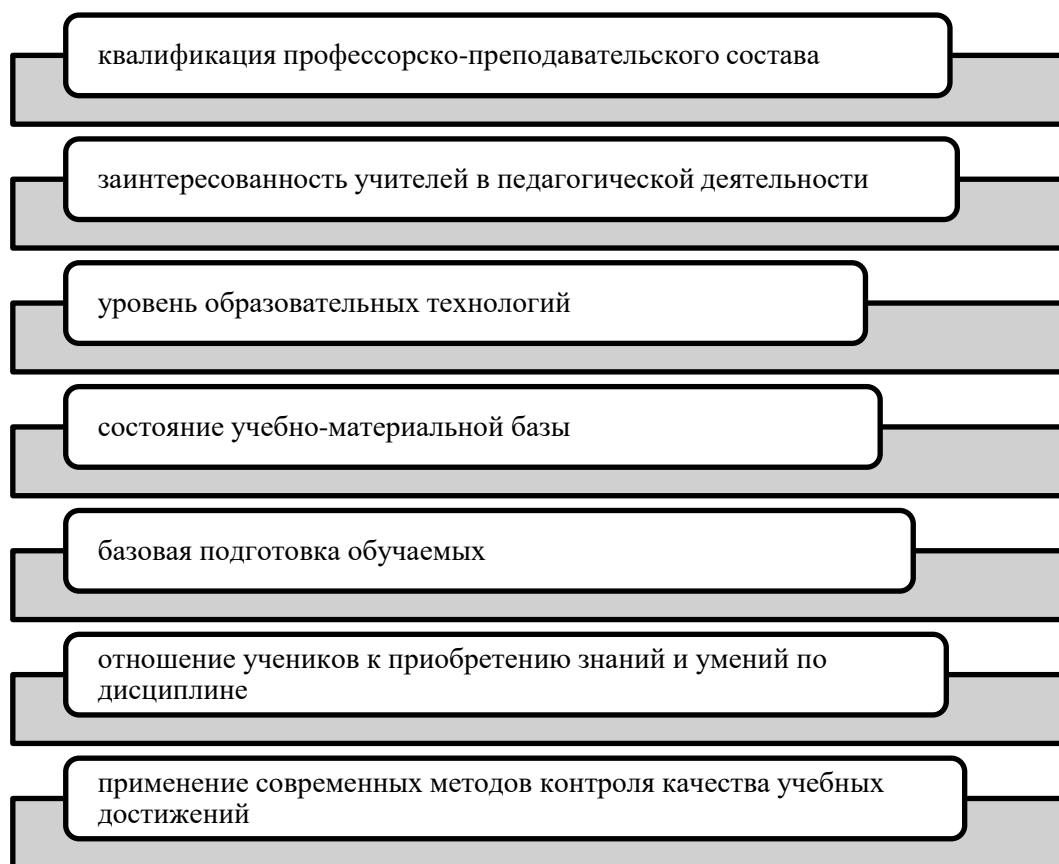 квалификация профессорско-преподавательского состава
заинтересованность учителей в педагогической деятельности
уровень образовательных технологий
состояние учебно-материальной базы
базовая подготовка обучаемых
отношение учеников к приобретению знаний и умений по
дисциплине
применение современных методов контроля качества учебных
достижений